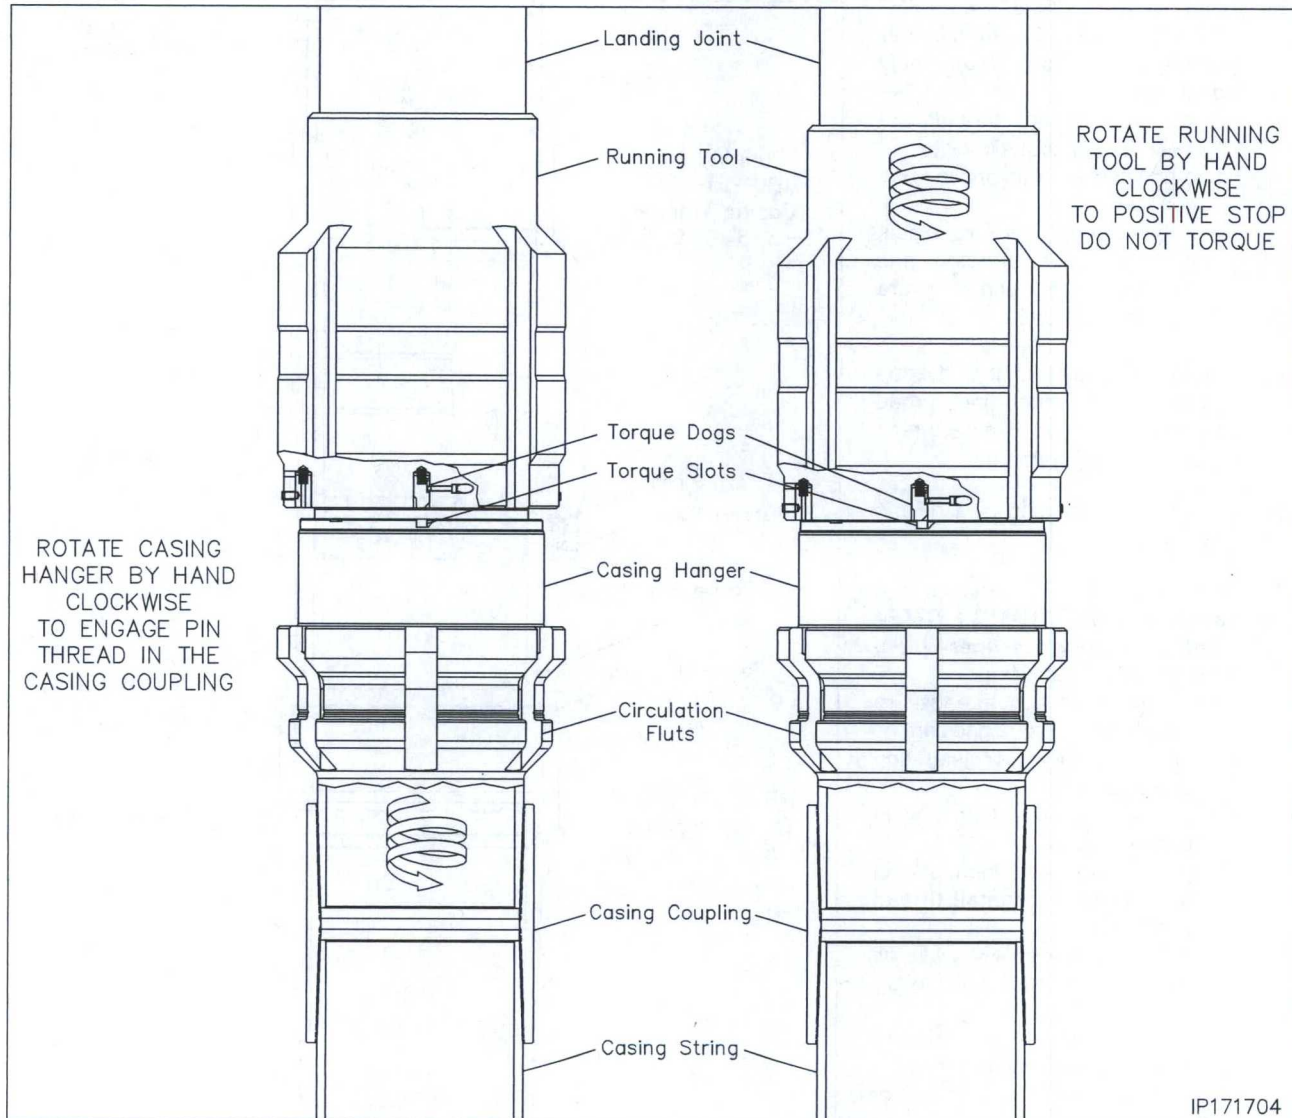 Landing Joint
Running Tool
ROTATE RUNNING
TOOL BY HAND
CLOCKWISE
TO POSITIVE STOP
DO NOT TORQUE
Torque Dogs
Torque Slots
ROTATE CASING
HANGER BY HAND
CLOCKWISE
TO ENGAGE PIN
THREAD IN THE
CASING COUPLING
Casing Hanger
Circulation
Fluts
Casing Coupling
Casing String
IP171704